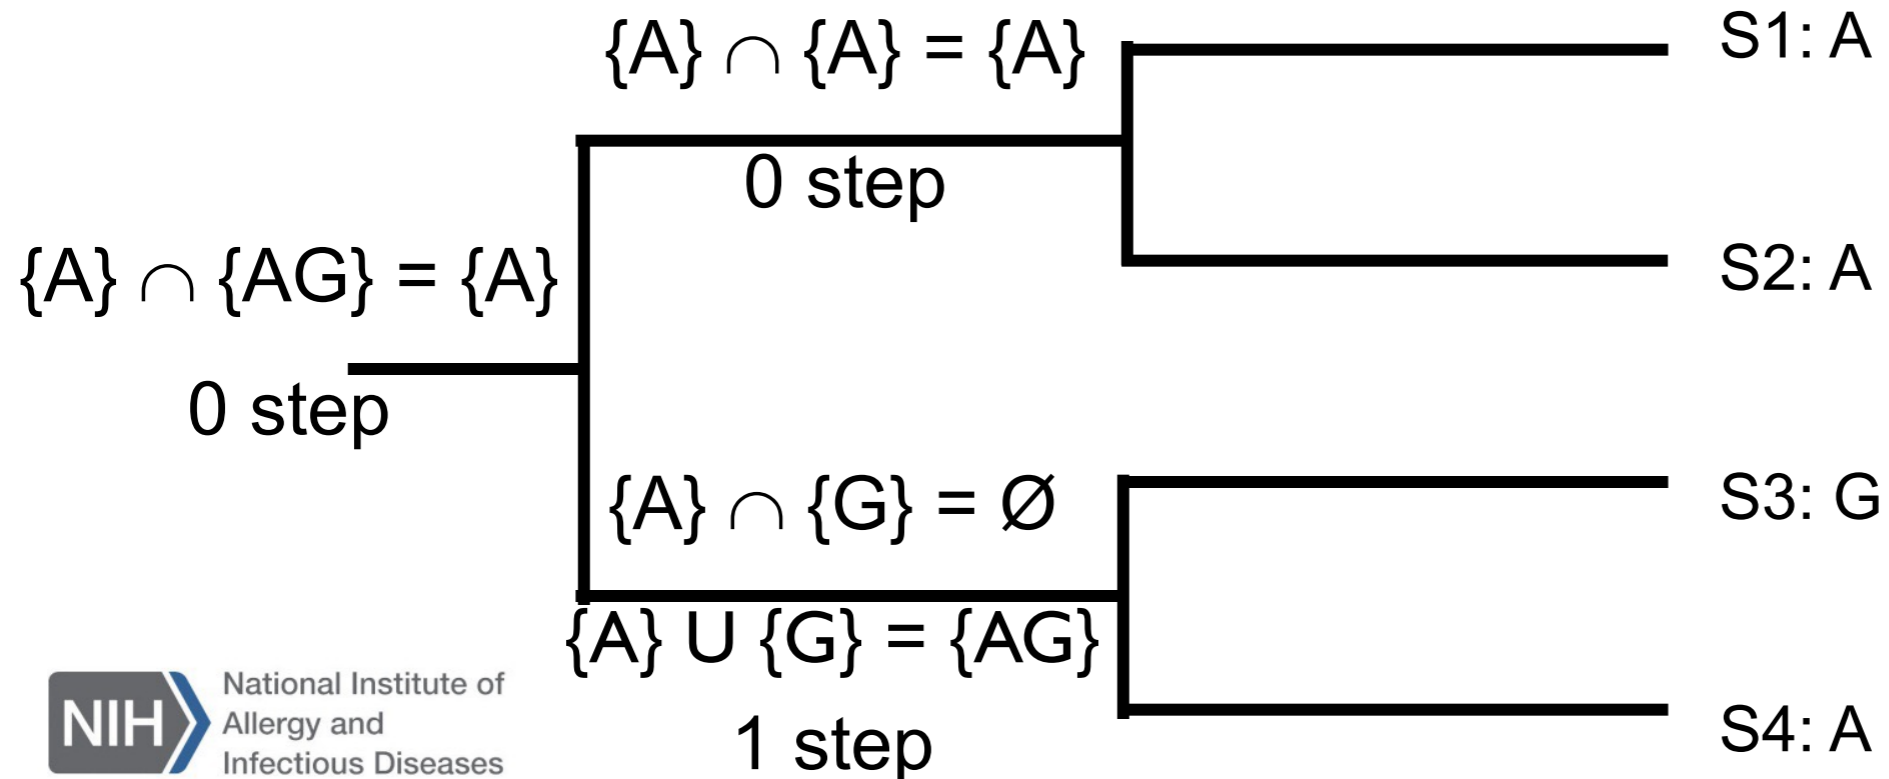 {A} ∩ {A} = {A}
0 step
S1: A
S2: A
{A} ∩ {AG} = {A}
0 step
{A} ∩ {G} = Ø
{A} U {G} = {AG}
1 step
S3: G
S4: A
NIH
National Institute of
Allergy and
Infectious Diseases